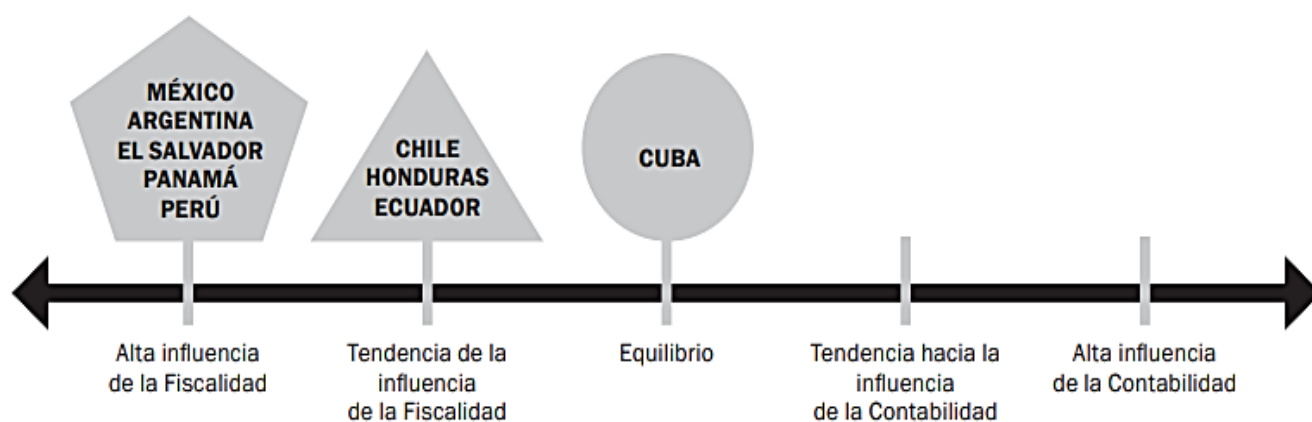 MÉXICO
ARGENTINA
EL SALVADOR
PANAMÁ
PERÚ
CHILE
HONDURAS
ECUADOR
CUBA
Alta influencia
de la Fiscalidad
Tendencia de la
influencia
de la Fiscalidad
Equilibrio
Tendencia hacia la
influencia
de la Contabilidad
Alta influencia
de la Contabilidad